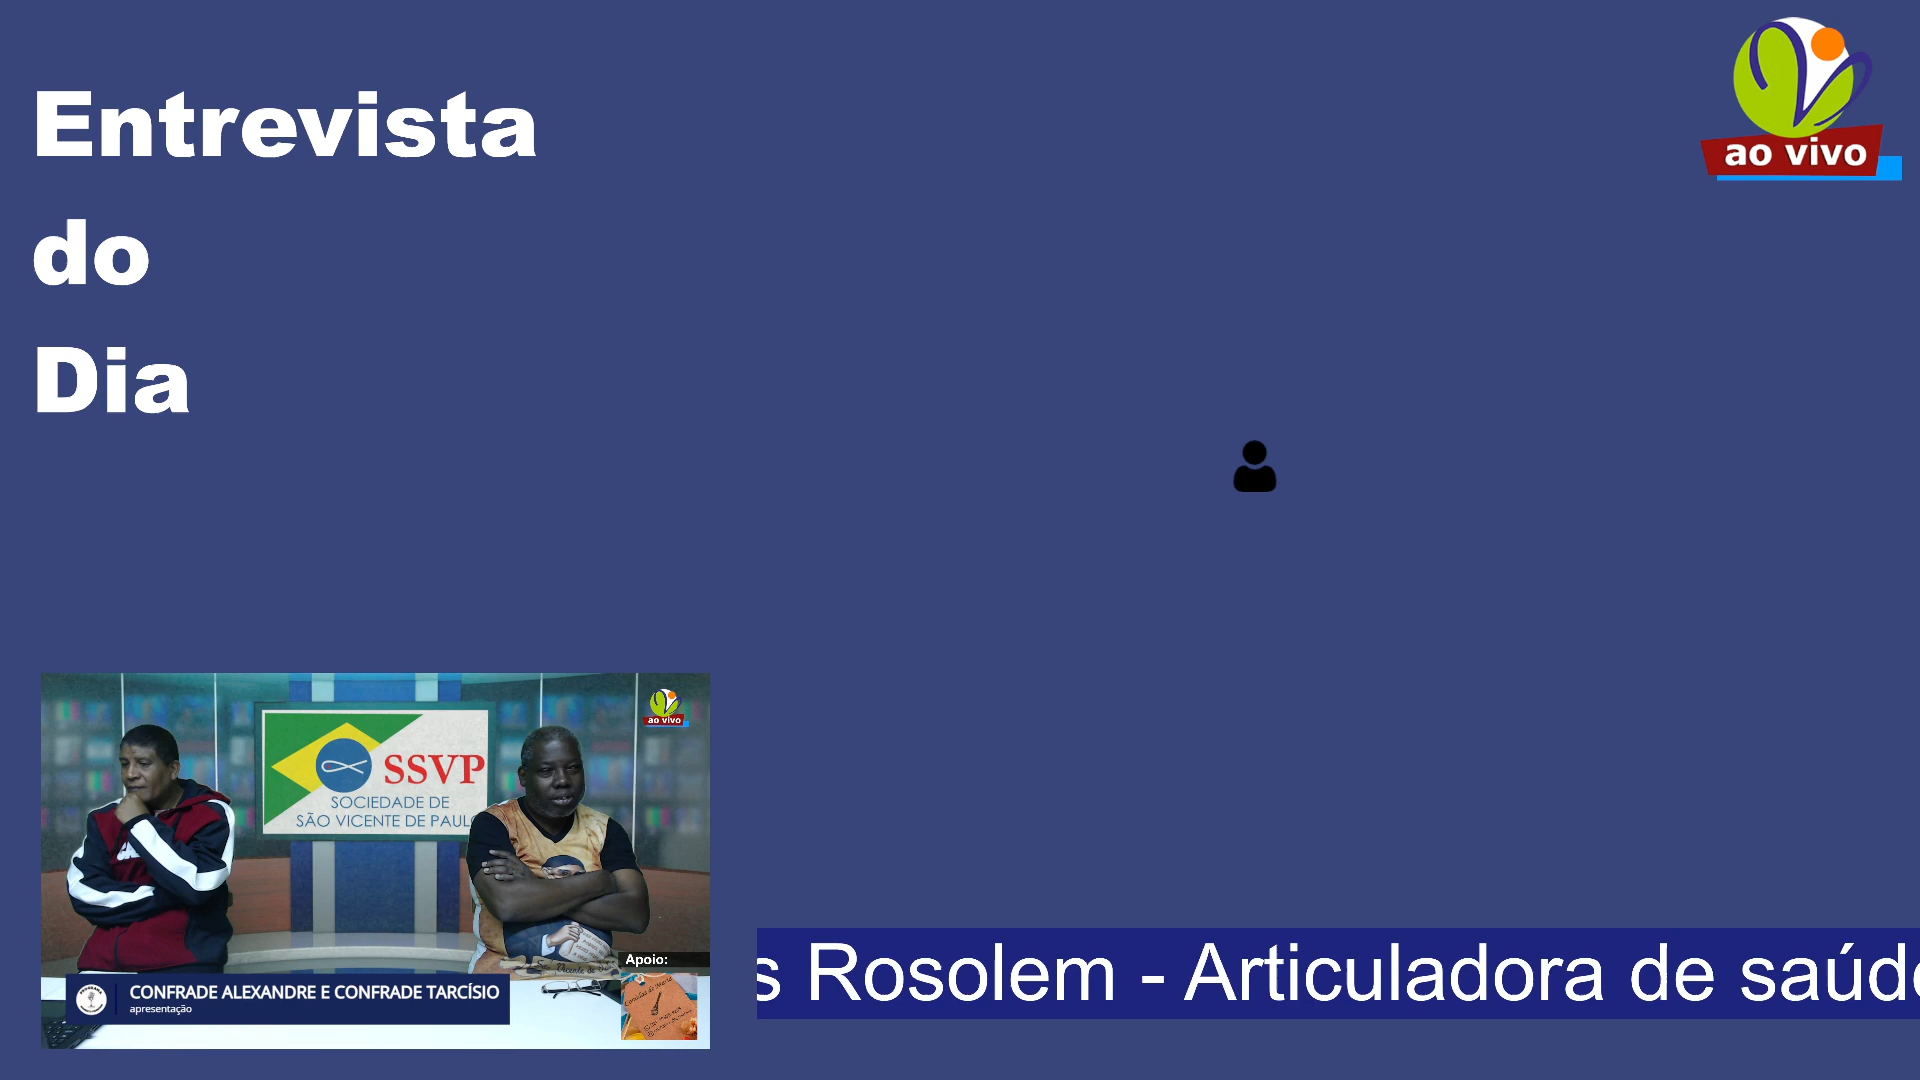 Entrevista
do
Dia
ao vivo
ao vivo
SSVP
SOCIEDADE DE
SÃO VICENTE DE PAUL
Apoio:
CONFRADE ALEXANDRE E CONFRADE TARCÍSIO
apresentação
s Rosolem - Articuladora de saúd